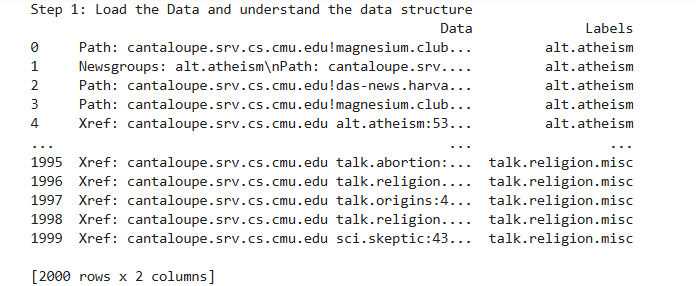 Step 1: Load the Data and understand the data structure
Data Labels
0 Path: cantaloupe.srv.cs.cmu.edu!magnesium.club... alt.atheism
1 Newsgroups: alt.atheism\nPath: cantaloupe.srv.... alt.atheism
2 Path: cantaloupe.srv.cs.cmu.edu!das-news.harva... alt.atheism
3 Path: cantaloupe.srv.cs.cmu.edu!magnesium.club... alt.atheism
4 Xref: cantaloupe.srv.cs.cmu.edu alt.atheism:53... alt.atheism
... ... ...
1995 Xref: cantaloupe.srv.cs.cmu.edu talk.abortion:... talk.religion.misc
1996 Xref: cantaloupe.srv.cs.cmu.edu talk.religion.... talk.religion.misc
1997 Xref: cantaloupe.srv.cs.cmu.edu talk.origins:4... talk.religion.misc
1998 Xref: cantaloupe.srv.cs.cmu.edu talk.religion.... talk.religion.misc
1999 Xref: cantaloupe.srv.cs.cmu.edu sci.skeptic:43... talk.religion.misc
[2000 rows x 2 columns]